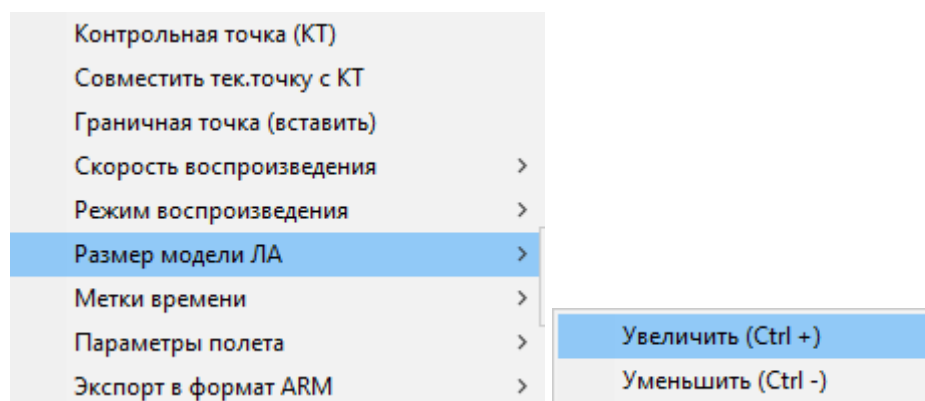 Контрольная точка (КТ)
Совместить тек.точку с КТ
Граничная точка (вставить)
Скорость воспроизведения
Режим воспроизведения
Размер модели ЛА
Метки времени
Параметры полета
Экспорт в формат ARM
Увеличить (Ctrl +)
Уменьшить (Ctrl -)